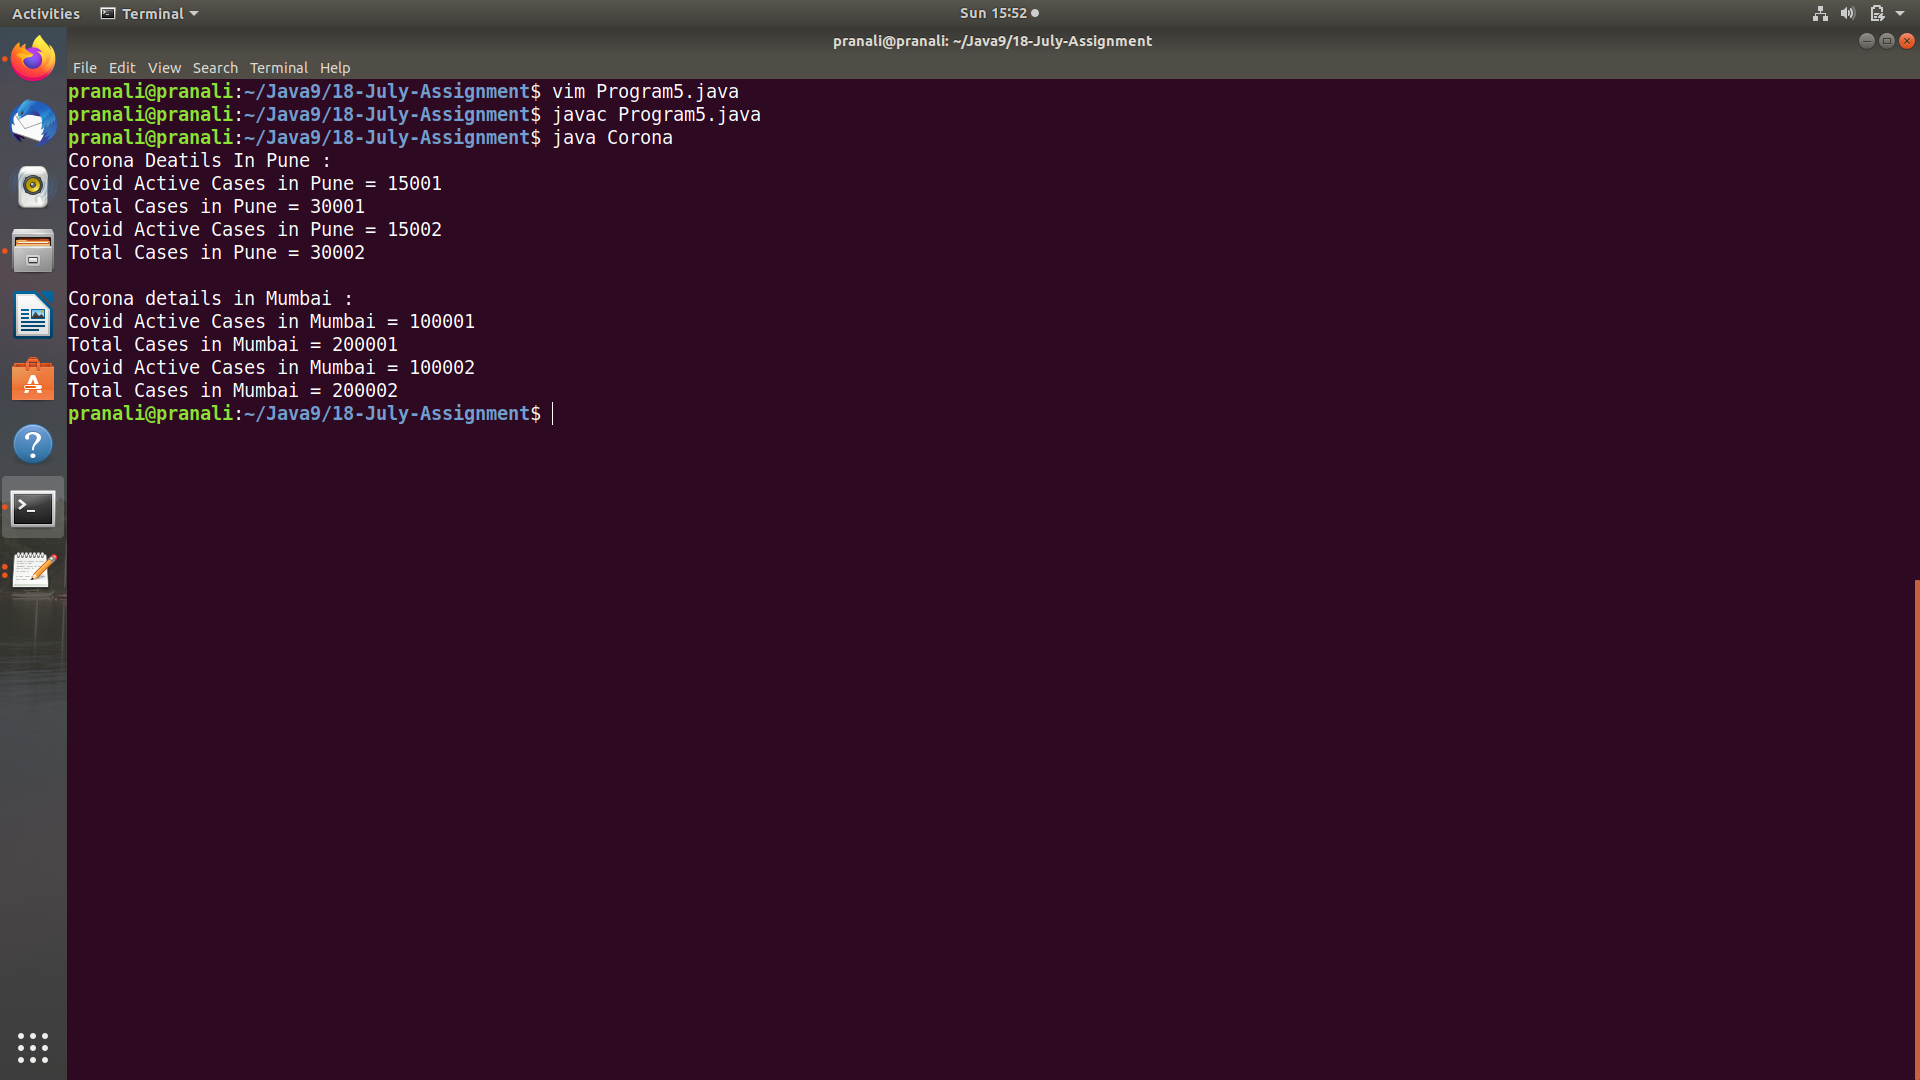 Activities Terminal Sun 15:52
pranali@pranali: ~/Java9/18-July-Assignment
File Edit View Search Terminal Help
pranali@pranali:~/Java9/18-July-Assignment$ vim Program5.java
pranali@pranali:~/Java9/18-July-Assignment$ javac Program5.java
pranali@pranali:~/Java9/18-July-Assignment$ java Corona
Corona Deatils In Pune :
Covid Active Cases in Pune = 15001
Total Cases in Pune = 30001
Covid Active Cases in Pune = 15002
Total Cases in Pune = 30002
Corona details in Mumbai :
Covid Active Cases in Mumbai = 100001
Total Cases in Mumbai = 200001
Covid Active Cases in Mumbai = 100002
Total Cases in Mumbai = 200002
pranali@pranali:~/Java9/18-July-Assignment$